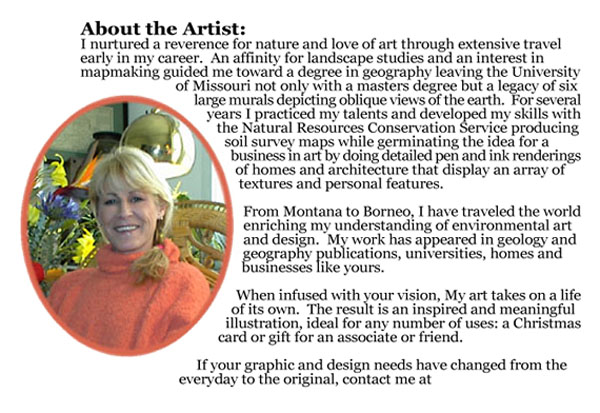 About the Artist:
I nurtured a reverence for nature and love of art through extensive travel
early in my career.  An affinity for landscape studies and an interest in
mapmaking guided me toward a degree in geography leaving the University
of Missouri not only with a masters degree but a legacy of six
large murals depicting oblique views of the earth.  For several
years I practiced my talents and developed my skills with
the Natural Resources Conservation Service producing
soil survey maps while germinating the idea for a
business in art by doing detailed pen and ink renderings
of homes and architecture that display an array of
textures and personal features.
From Montana to Borneo, I have traveled the world
enriching my understanding of environmental art
and design.  My work has appeared in geology and
geography publications, universities, homes and
businesses like yours.
When infused with your vision, My art takes on a life
of its own.  The result is an inspired and meaningful
illustration, ideal for any number of uses: a Christmas
card or gift for an associate or friend.
If your graphic and design needs have changed from the
everyday to the original, contact me at